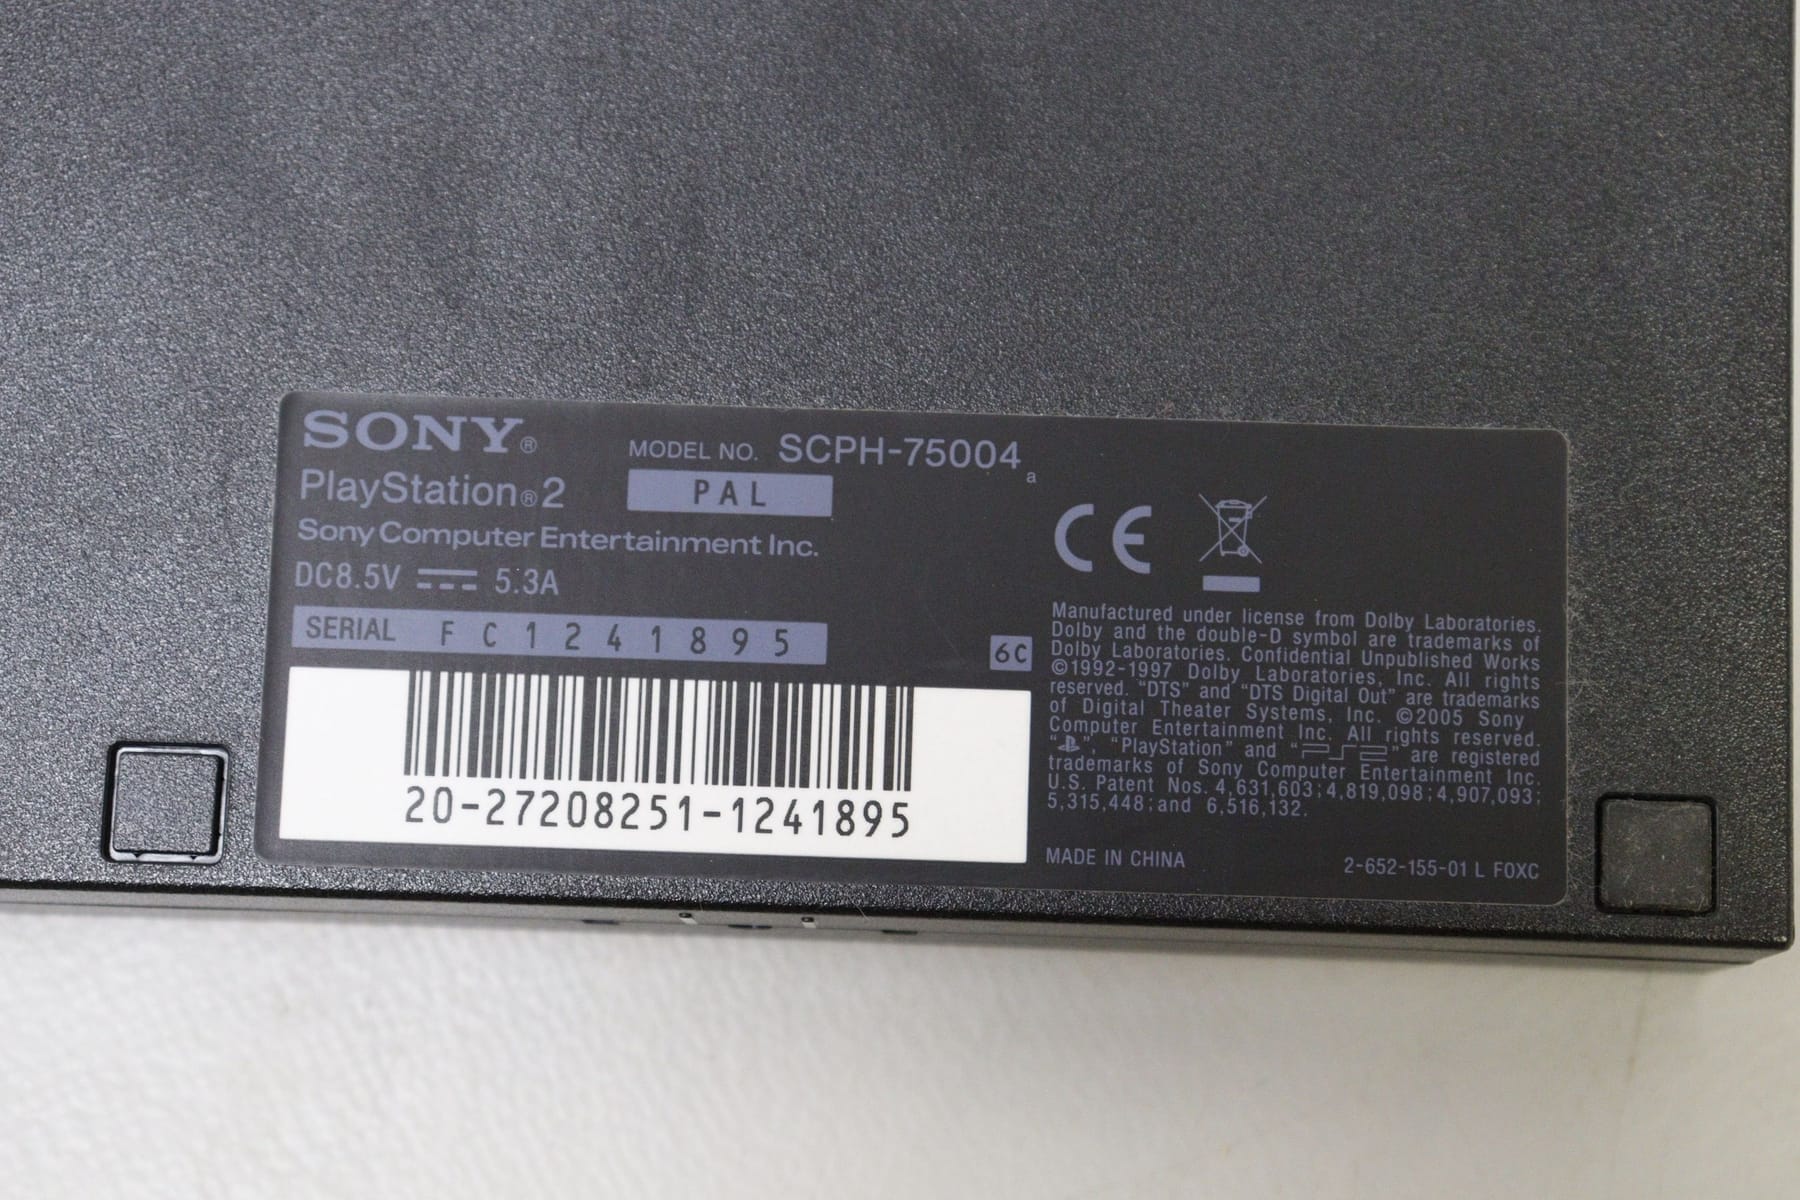 SONY®
MODEL NO. SCPH-75004 a
PlayStation®2
PAL
Sony Computer Entertainment Inc.
DC8.5V 5.3A
SERIAL FC1241895
6C
20-27208251-1241895
CE
Manufactured under license from Dolby Laboratories.
Dolby and the double-D symbol are trademarks of
Dolby Laboratories. Confidential Unpublished Works
©1992-1997 Dolby Laboratories, Inc. All rights
reserved. “DTS” and “DTS Digital Out” are trademarks
of Digital Theater Systems, Inc. ©2005 Sony
Computer Entertainment Inc. All rights reserved.
“ ”, “PlayStation” and “PS2” are registered
trademarks of Sony Computer Entertainment Inc.
U.S. Patent Nos. 4,631,603; 4,819,098; 4,907,093;
5,315,448; and 6,516,132.
MADE IN CHINA
2-652-155-01 L FOXC